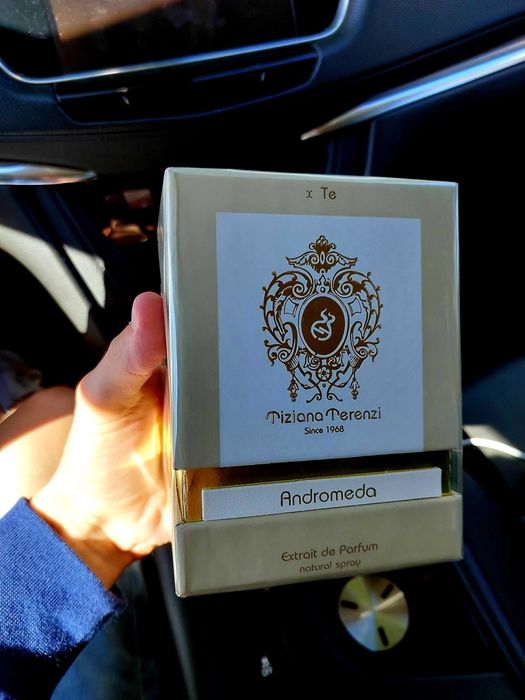 x Te
Tiziana Terenzi
Since 1968
Andromeda
Extrait de Parfum
natural spray